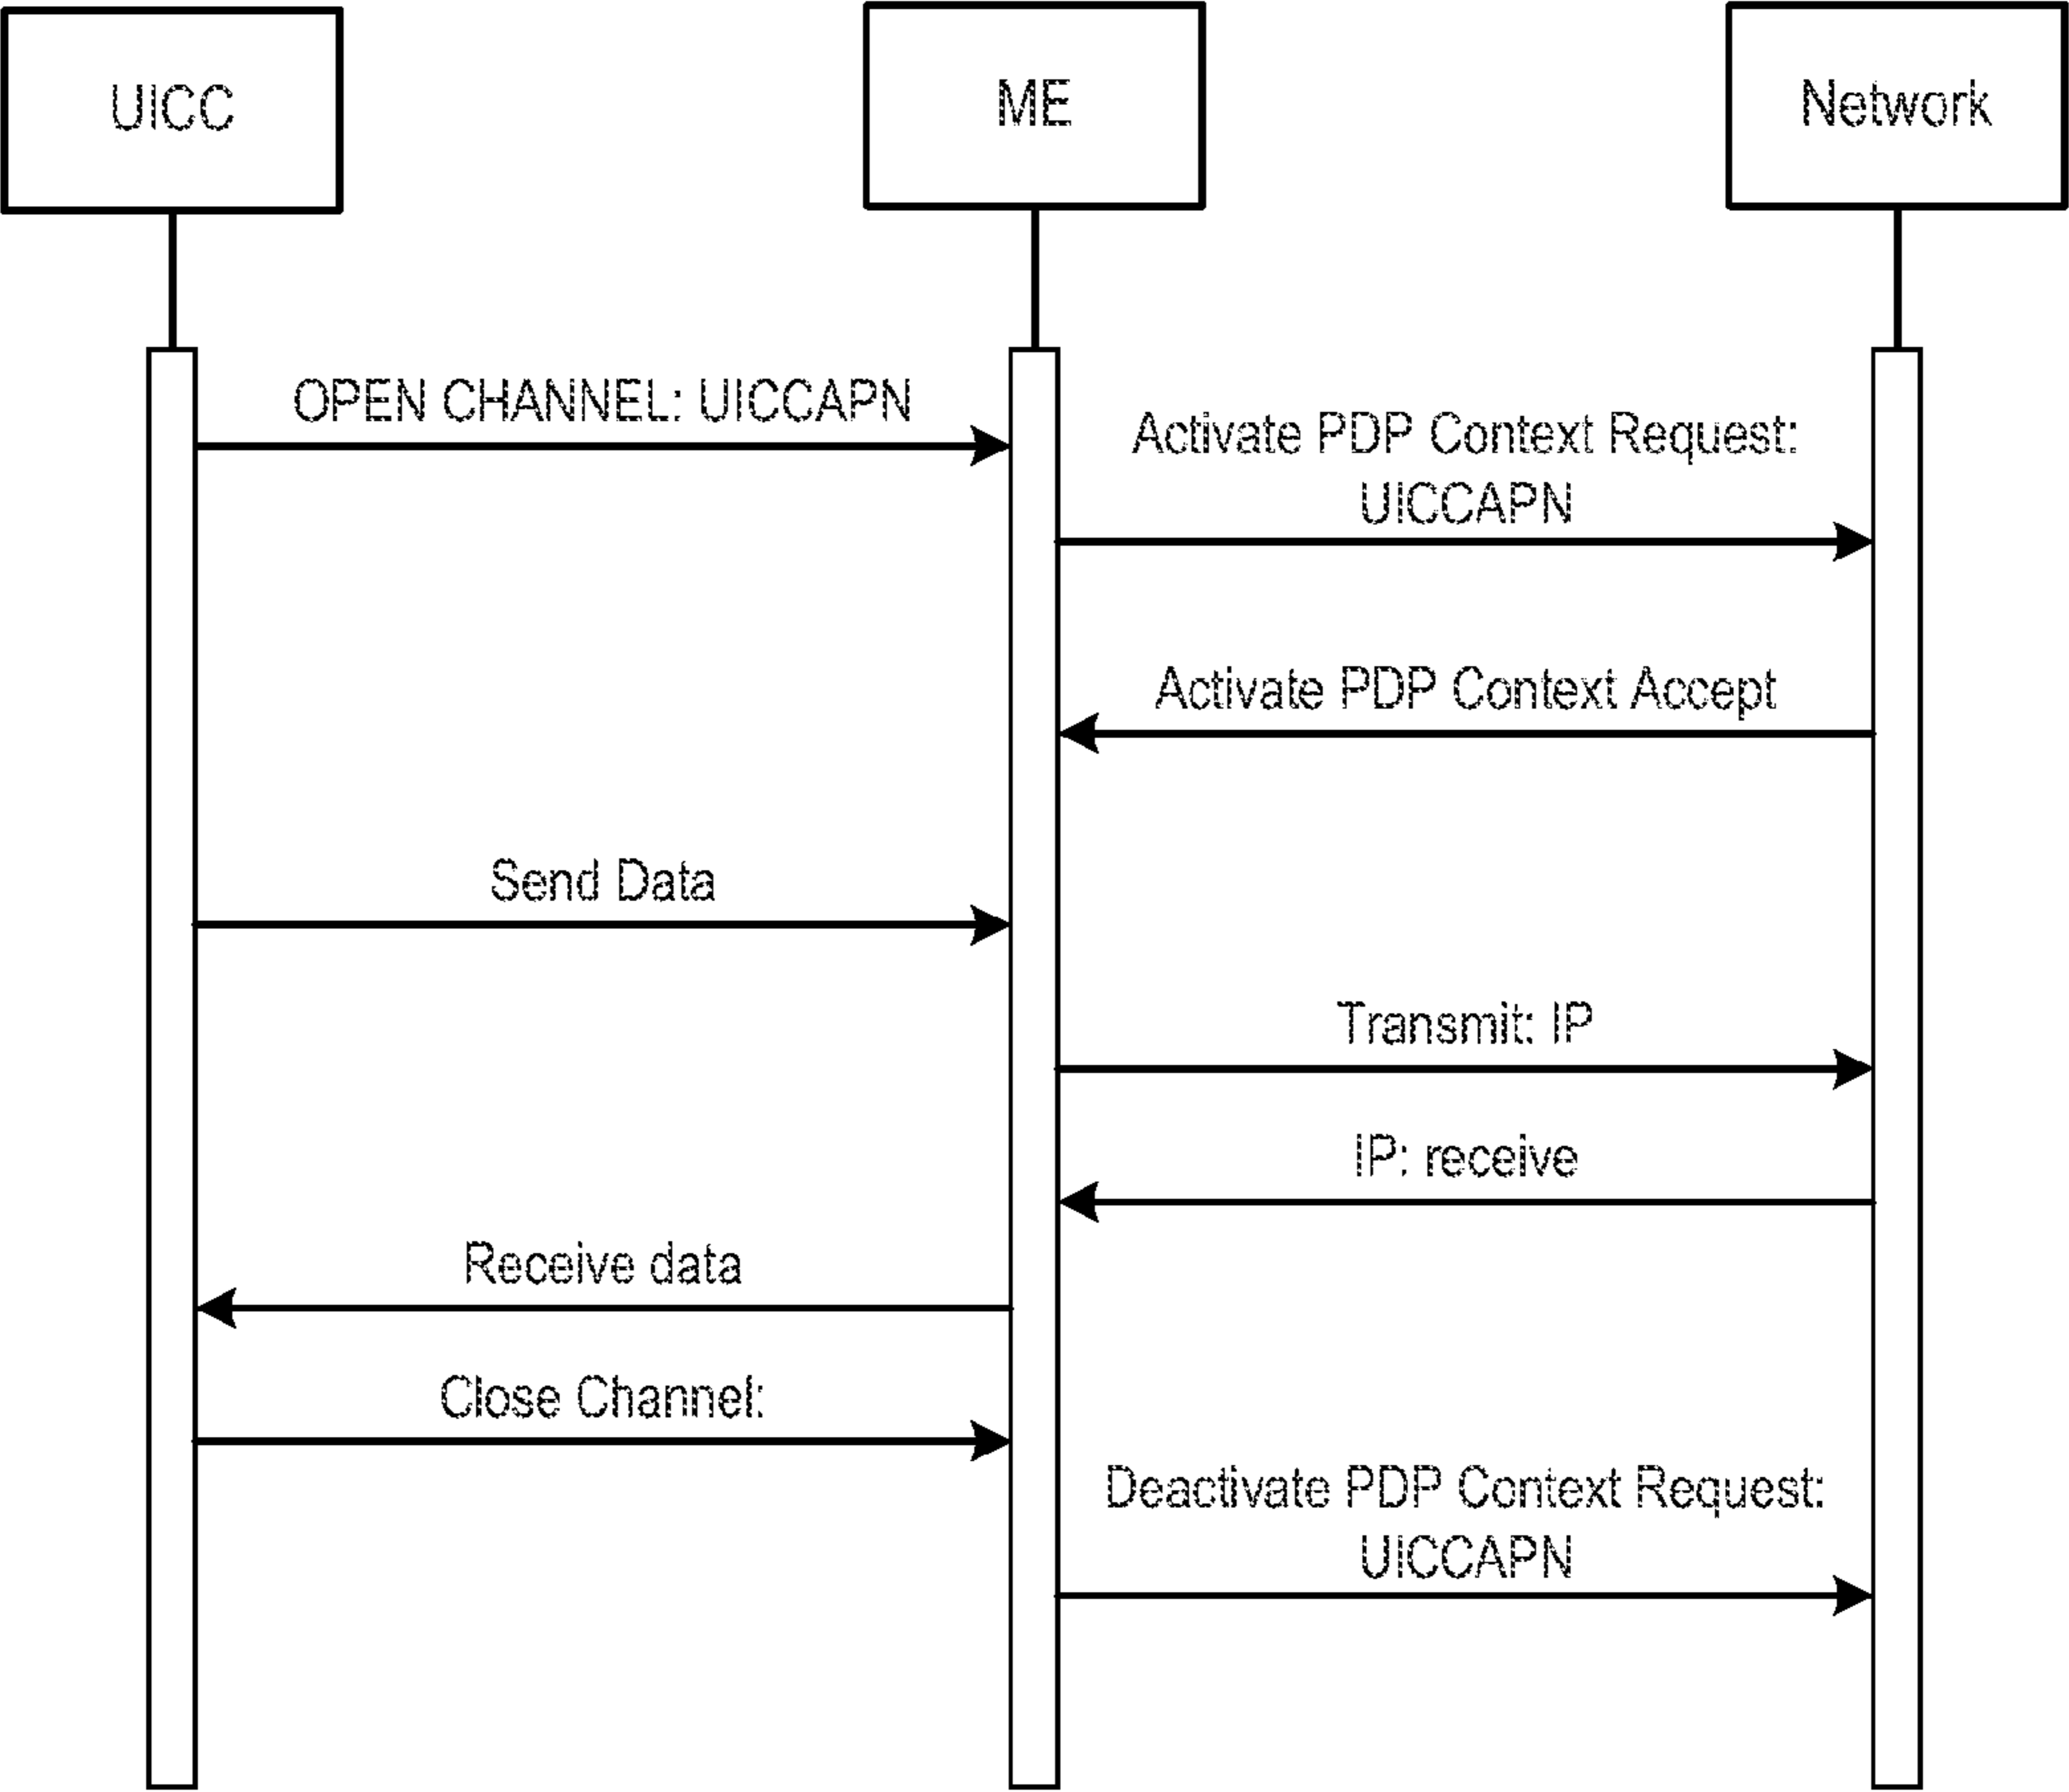 UICC
ME
Network
OPEN CHANNEL: UICCAPN
Activate PDP Context Request:
UICCAPN
Activate PDP Context Accept
Send Data
Transmit: IP
IP: receive
Receive data
Close Channel:
Deactivate PDP Context Request:
UICCAPN